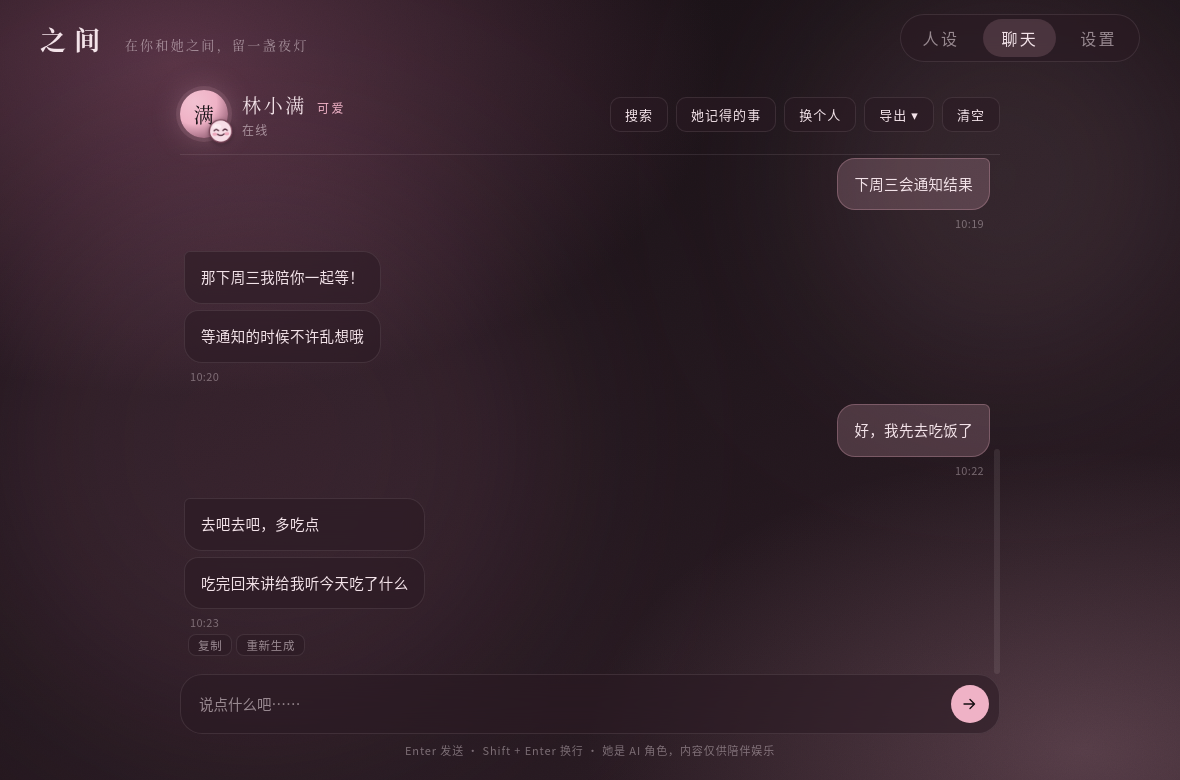 之间
在你和她之间，留一盏夜灯
人设 聊天 设置
满
林小满 可爱
在线
搜索 她记得的事 换个人 导出 ▾ 清空
下周三会通知结果
10:19
那下周三我陪你一起等！
等通知的时候不许乱想哦
10:20
好，我先去吃饭了
10:22
去吧去吧，多吃点
吃完回来讲给我听今天吃了什么
10:23
复制 重新生成
说点什么吧……
Enter 发送 · Shift + Enter 换行 · 她是 AI 角色，内容仅供陪伴娱乐